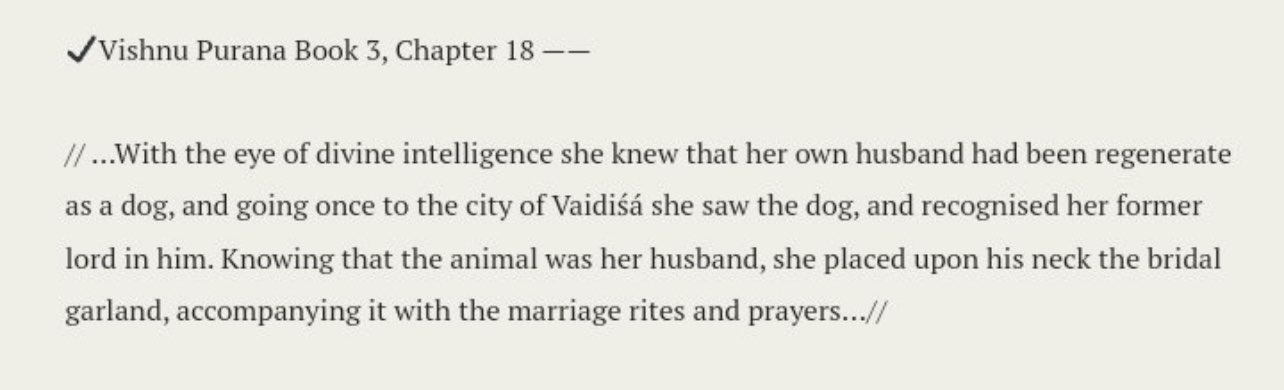 ✓Vishnu Purana Book 3, Chapter 18 ——
// …With the eye of divine intelligence she knew that her own husband had been regenerate
as a dog, and going once to the city of Vaidiśá she saw the dog, and recognised her former
lord in him. Knowing that the animal was her husband, she placed upon his neck the bridal
garland, accompanying it with the marriage rites and prayers…//